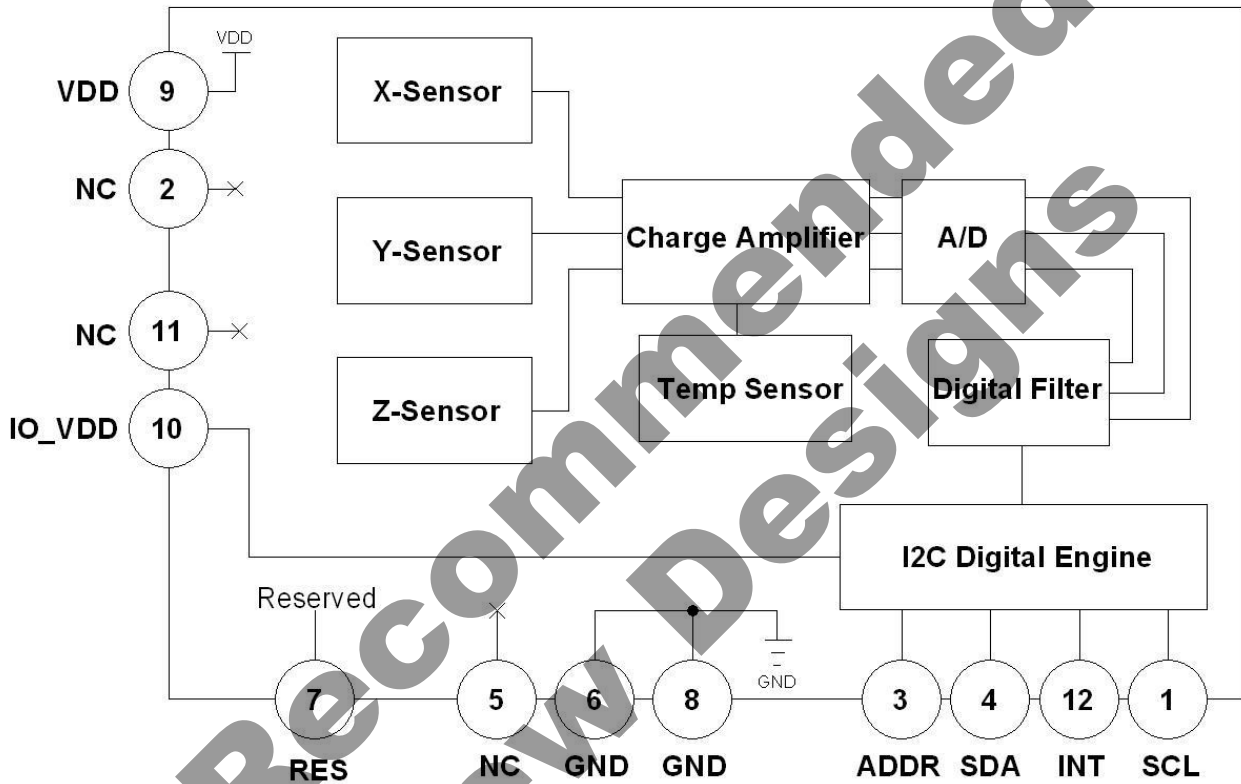 VDD
VDD 9
X-Sensor
NC 2
Y-Sensor
Charge Amplifier
A/D
NC 11
Temp Sensor
Digital Filter
Z-Sensor
IO_VDD 10
I2C Digital Engine
Reserved
GND
7
5
6
8
3
4
12
1
RES
NC
GND
GND
ADDR
SDA
INT
SCL
Recommended
w Designs